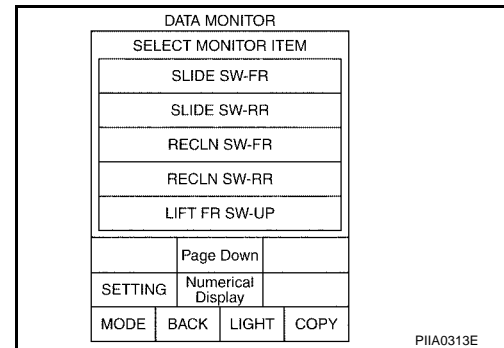 DATA MONITOR
SELECT MONITOR ITEM
SLIDE SW-FR
SLIDE SW-RR
RECLN SW-FR
RECLN SW-RR
LIFT FR SW-UP
Page Down
SETTING
Numerical
Display
MODE BACK LIGHT COPY
PIIA0313E